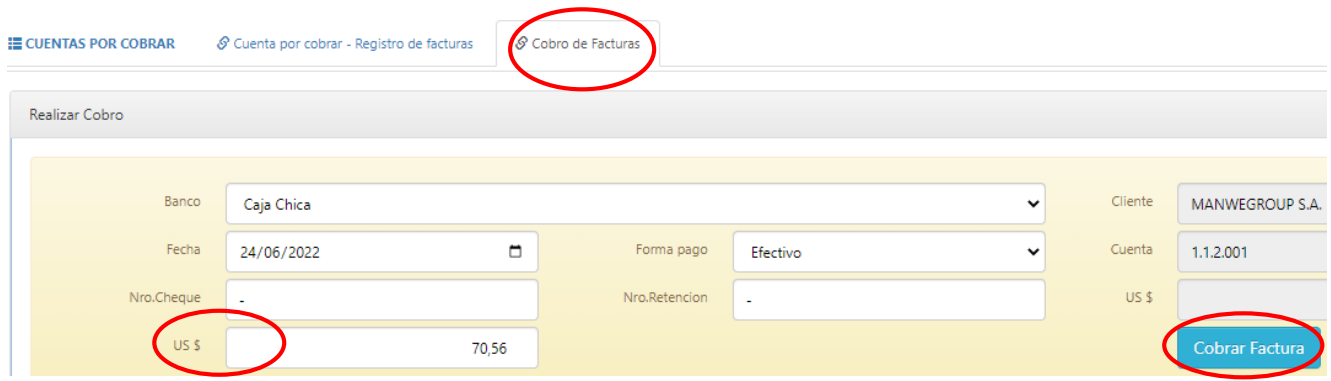 CUENTAS POR COBRAR Cuenta por cobrar - Registro de facturas Cobro de Facturas
Realizar Cobro
Banco Caja Chica Cliente MANWEGROUP S.A.
Fecha 24/06/2022 Forma pago Efectivo Cuenta 1.1.2.001
Nro.Cheque - Nro.Retencion - US $
US $ 70,56 Cobrar Factura